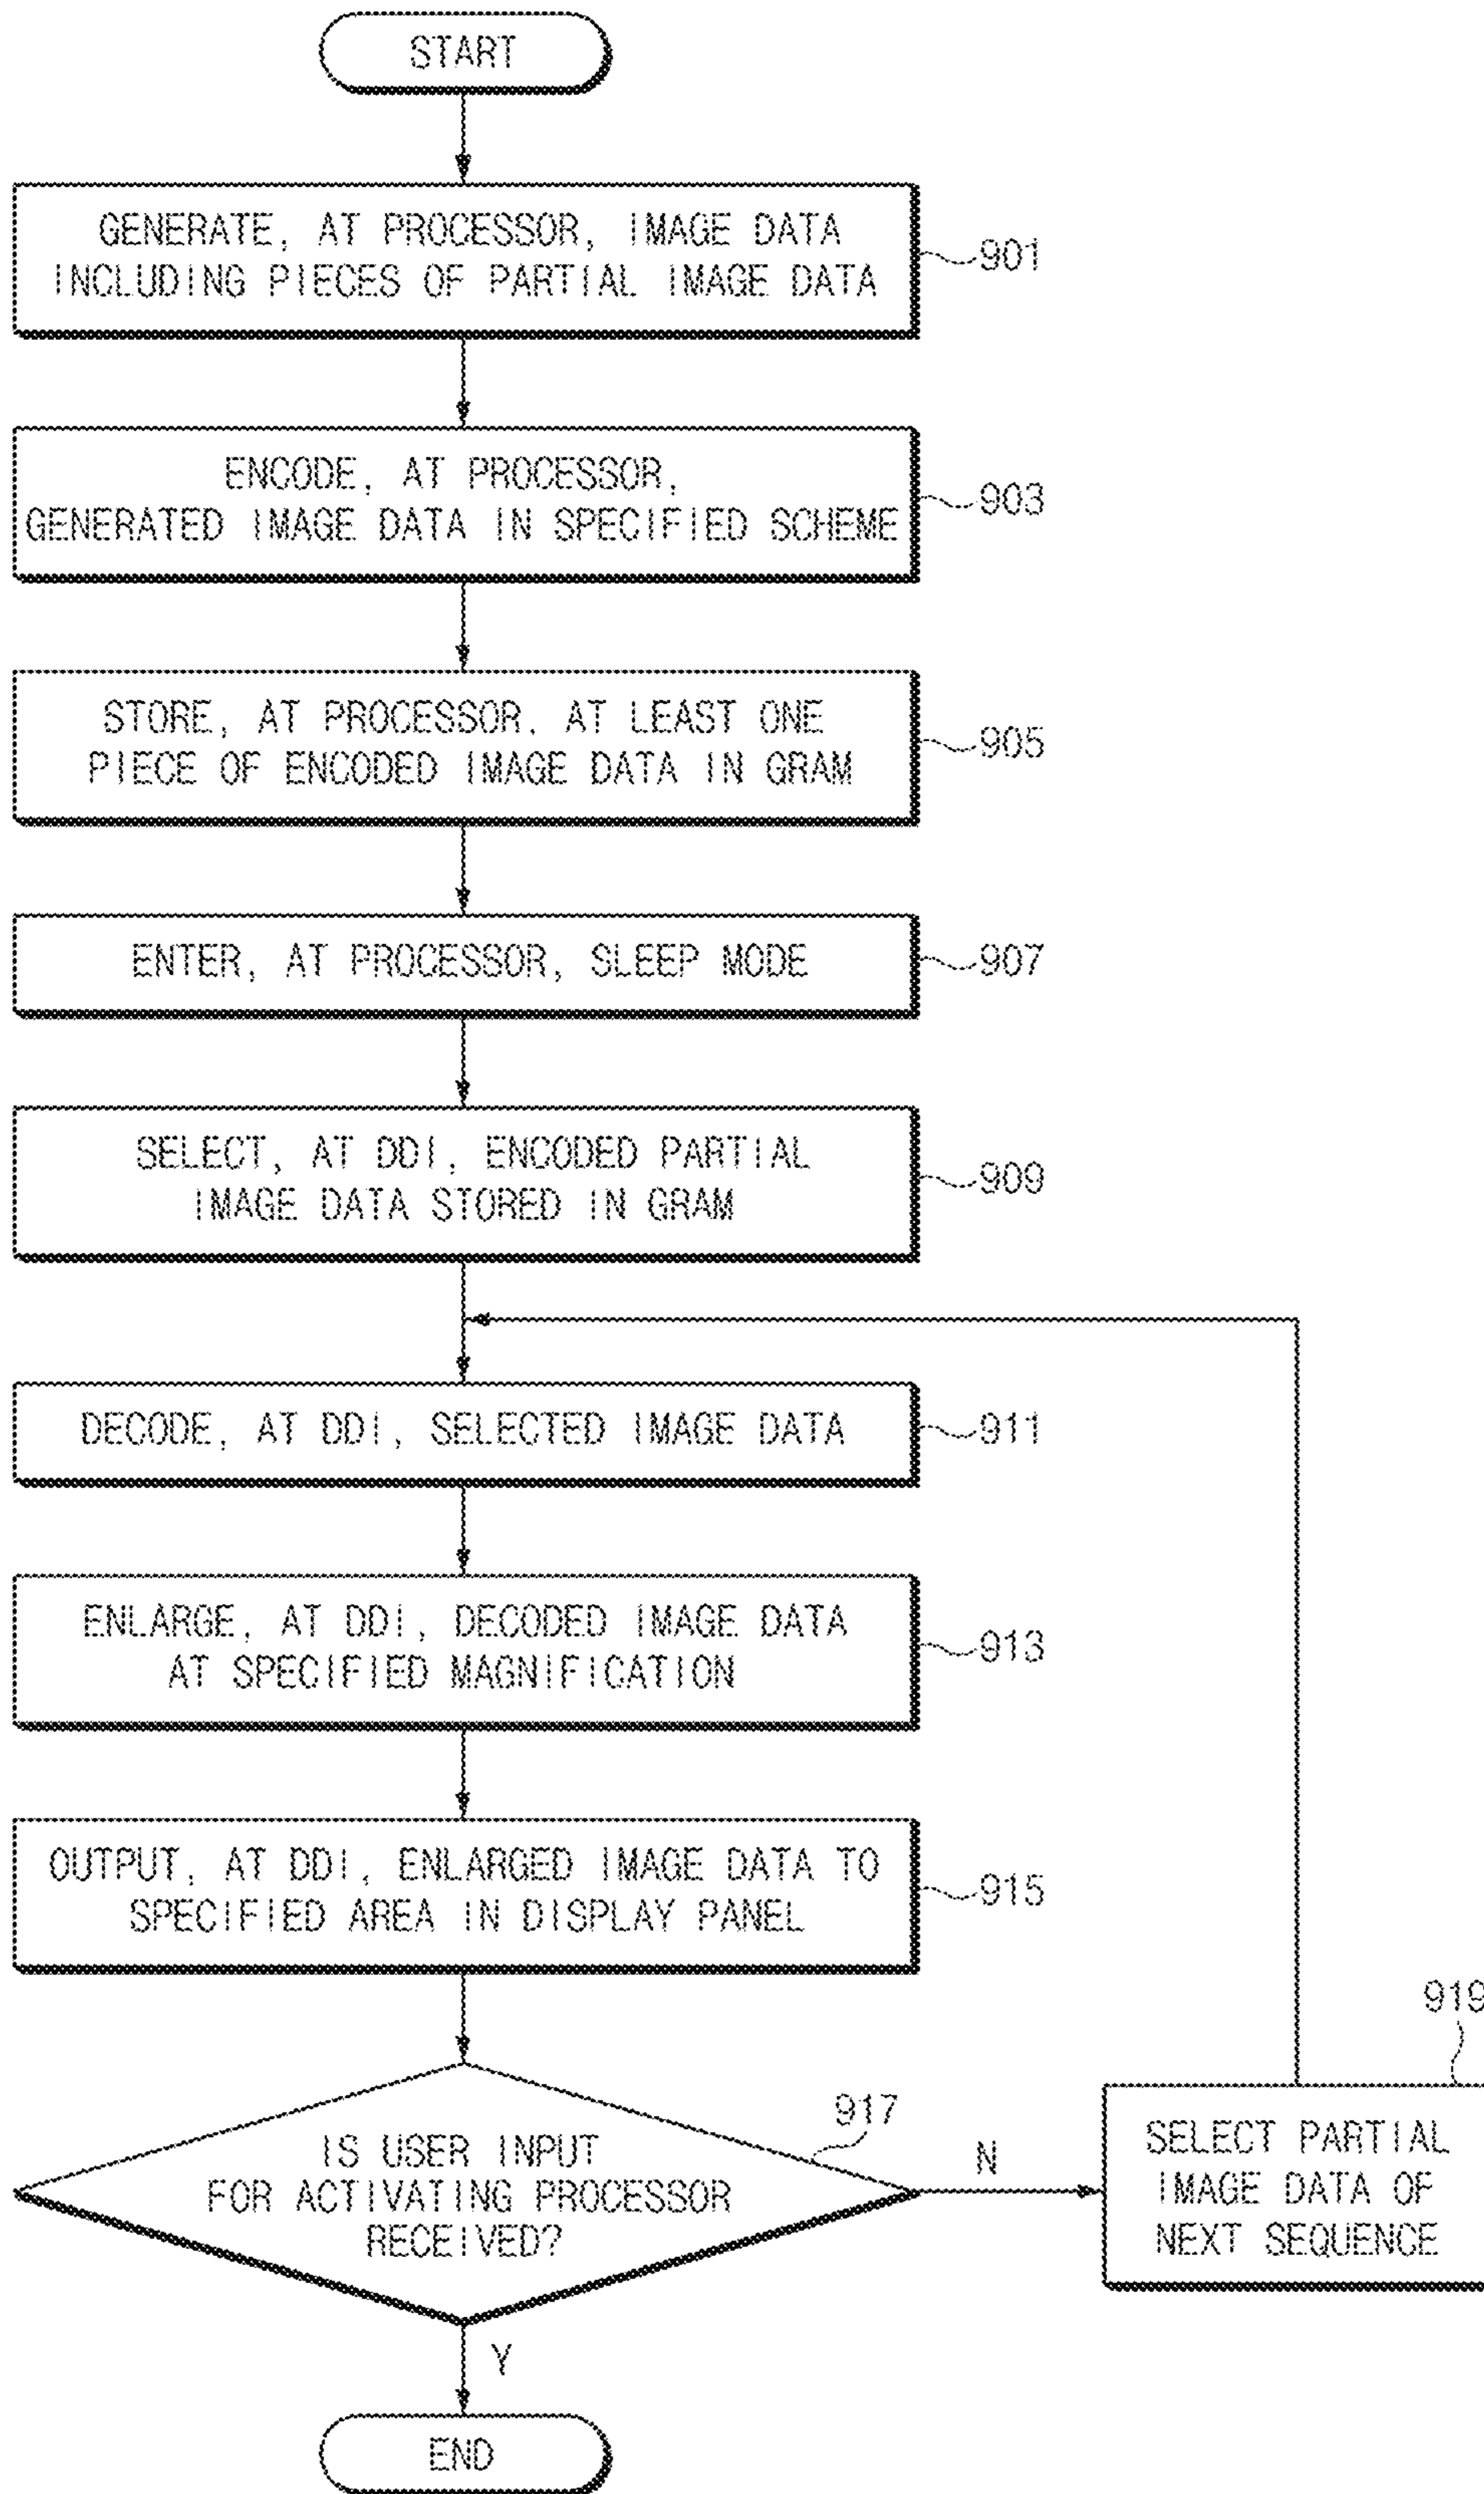 START
GENERATE, AT PROCESSOR, IMAGE DATA
INCLUDING PIECES OF PARTIAL IMAGE DATA
901
ENCODE, AT PROCESSOR,
GENERATED IMAGE DATA IN SPECIFIED SCHEME
903
STORE, AT PROCESSOR, AT LEAST ONE
PIECE OF ENCODED IMAGE DATA IN GRAM
905
ENTER, AT PROCESSOR, SLEEP MODE
907
SELECT, AT DDI, ENCODED PARTIAL
IMAGE DATA STORED IN GRAM
909
DECODE, AT DDI, SELECTED IMAGE DATA
911
ENLARGE, AT DDI, DECODED IMAGE DATA
AT SPECIFIED MAGNIFICATION
913
OUTPUT, AT DDI, ENLARGED IMAGE DATA TO
SPECIFIED AREA IN DISPLAY PANEL
915
IS USER INPUT
FOR ACTIVATING PROCESSOR
RECEIVED?
917
N
919
SELECT PARTIAL
IMAGE DATA OF
NEXT SEQUENCE
Y
END